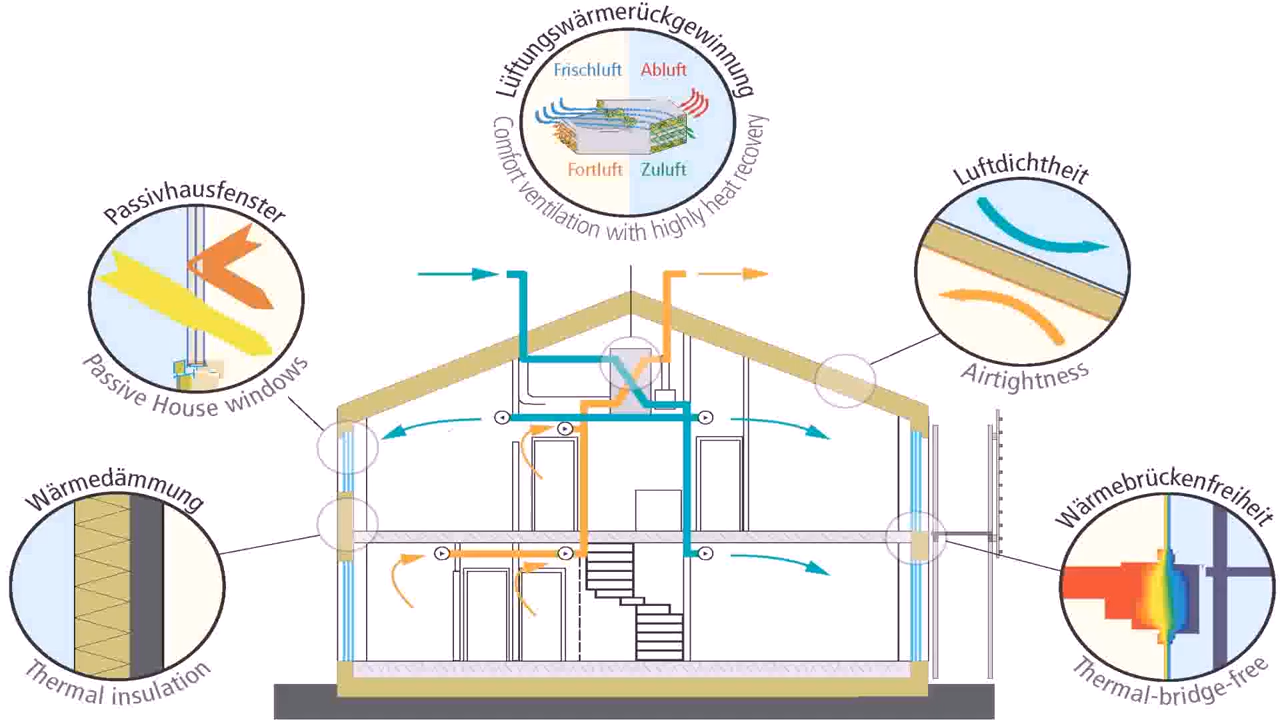 Lüftungswärmerückgewinnung
Frischluft Abluft
Fortluft Zuluft
Comfort ventilation with highly heat recovery
Passivhausfenster
Passive House windows
Luftdichtheit
Airtightness
Wärmedämmung
Thermal insulation
Wärmebrückenfreiheit
Thermal-bridge-free